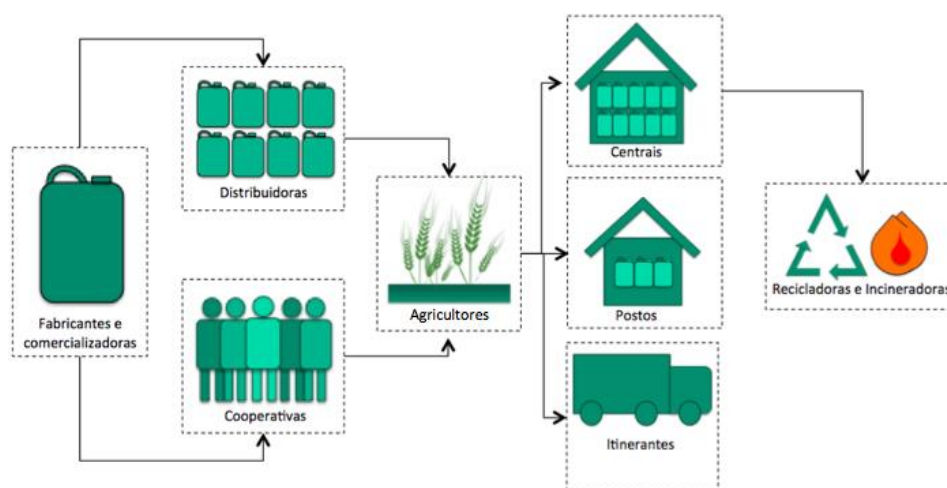 Fabricantes e
comercializadoras
Distribuidoras
Cooperativas
Agricultores
Centrais
Postos
Itinerantes
Recicladoras e Incineradoras